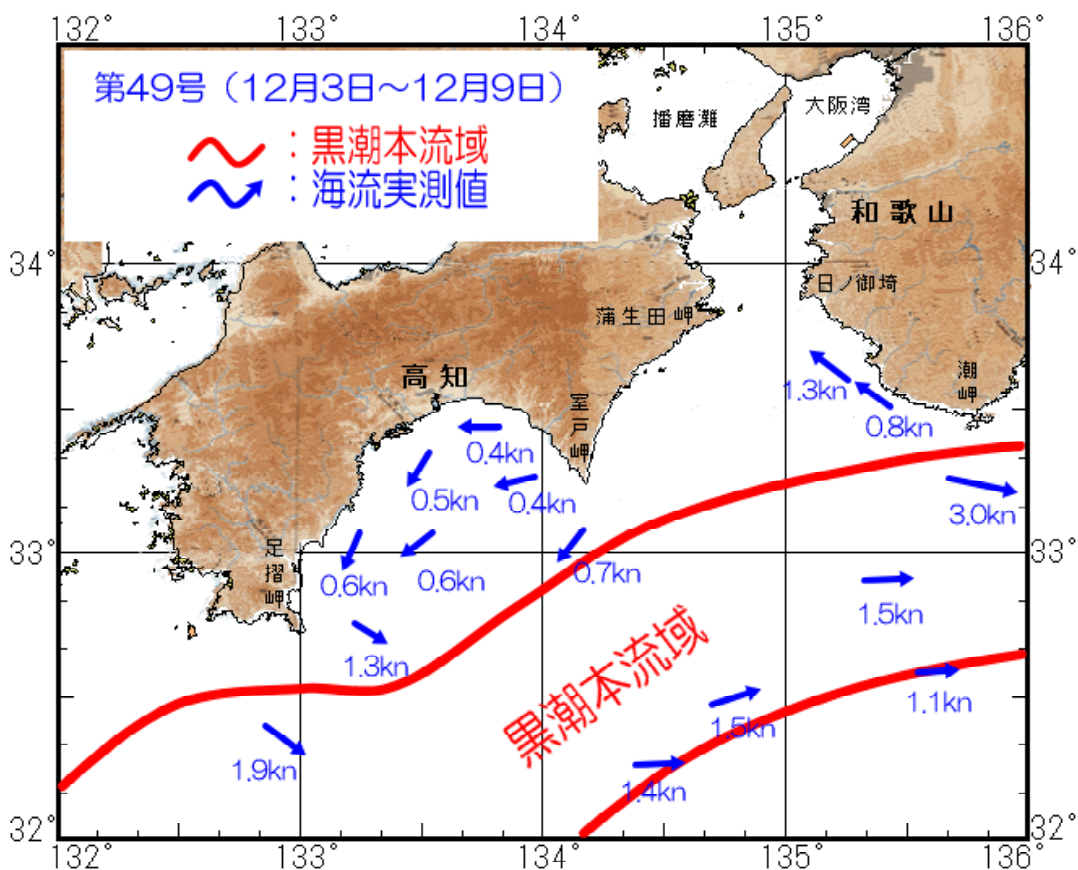 132° 133° 134° 135° 136°
第49号（12月3日～12月9日）
：黒潮本流域
：海流実測値
播磨灘
大阪湾
和歌山
34° 34°
日ノ御埼
蒲生田岬
潮岬
高知
室戸岬
1.3kn
0.8kn
0.4kn
0.5kn
0.4kn
3.0kn
33° 33°
足摺岬
0.6kn
0.6kn
0.7kn
1.5kn
1.3kn
黒潮本流域
1.1kn
1.5kn
1.9kn
1.4kn
32° 32°
132° 133° 134° 135° 136°